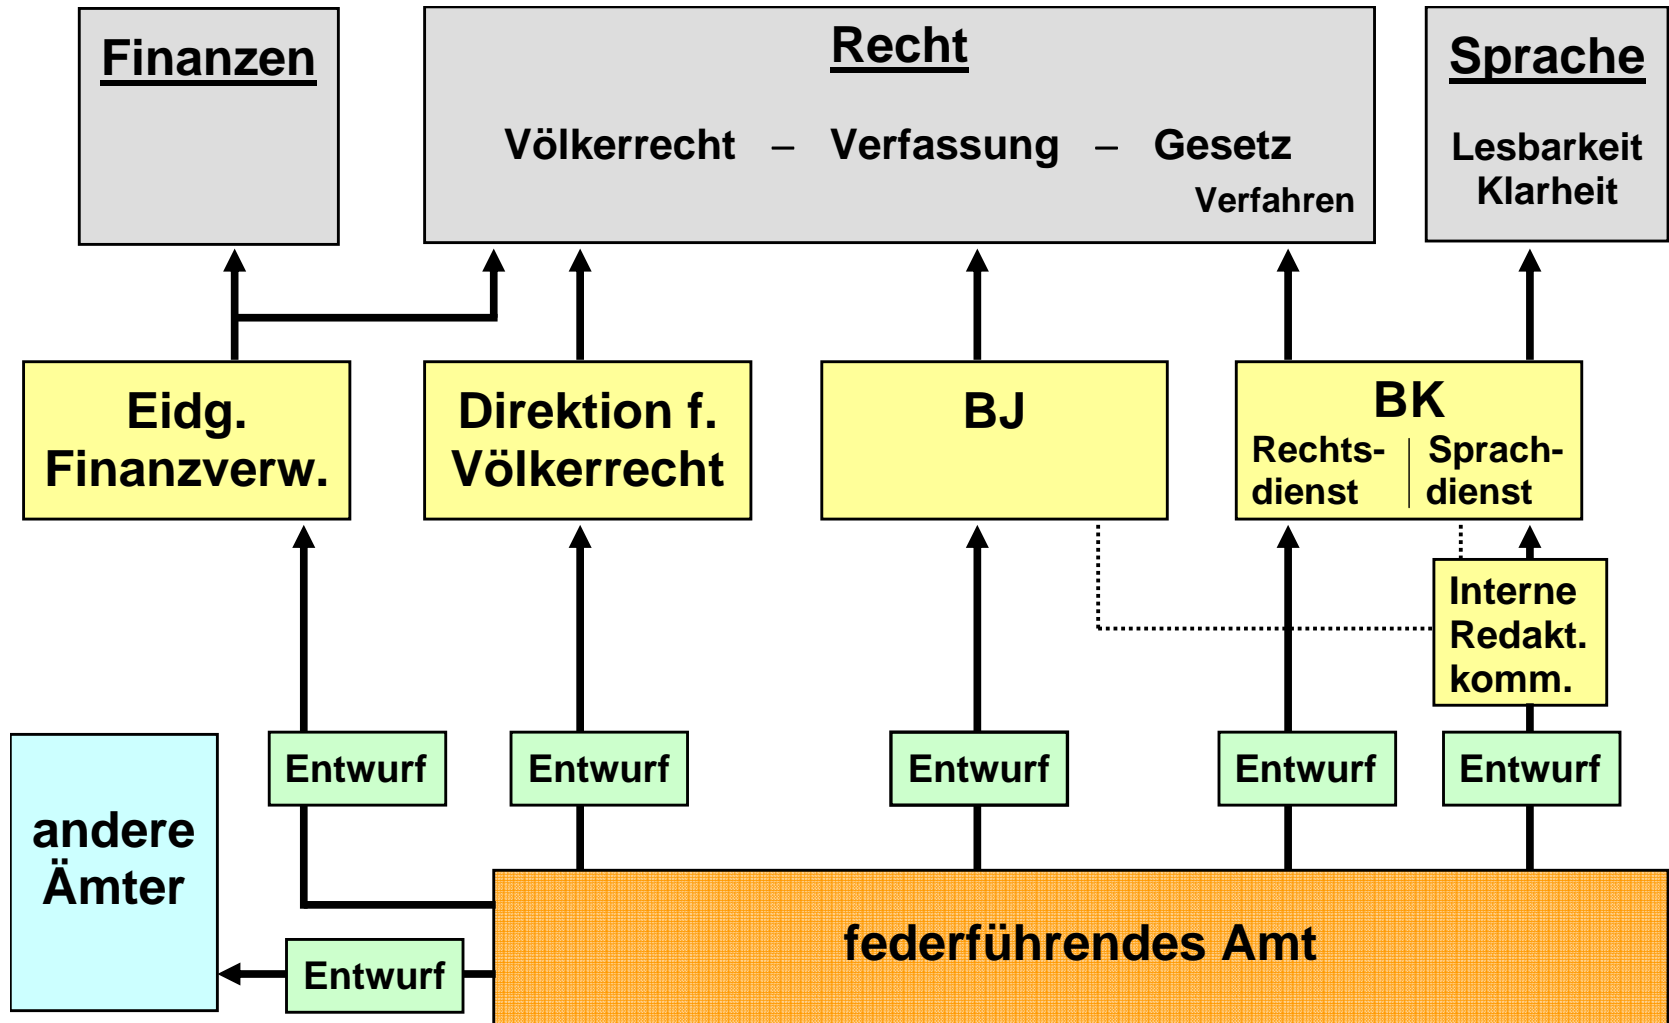 Finanzen
Recht
Völkerrecht – Verfassung – Gesetz
Verfahren
Sprache
Lesbarkeit
Klarheit
Eidg.
Finanzverw.
Direktion f.
Völkerrecht
BJ
BK
Rechts-
dienst
Sprach-
dienst
Interne
Redakt.
komm.
Entwurf
Entwurf
Entwurf
Entwurf
Entwurf
andere
Ämter
Entwurf
federführendes Amt